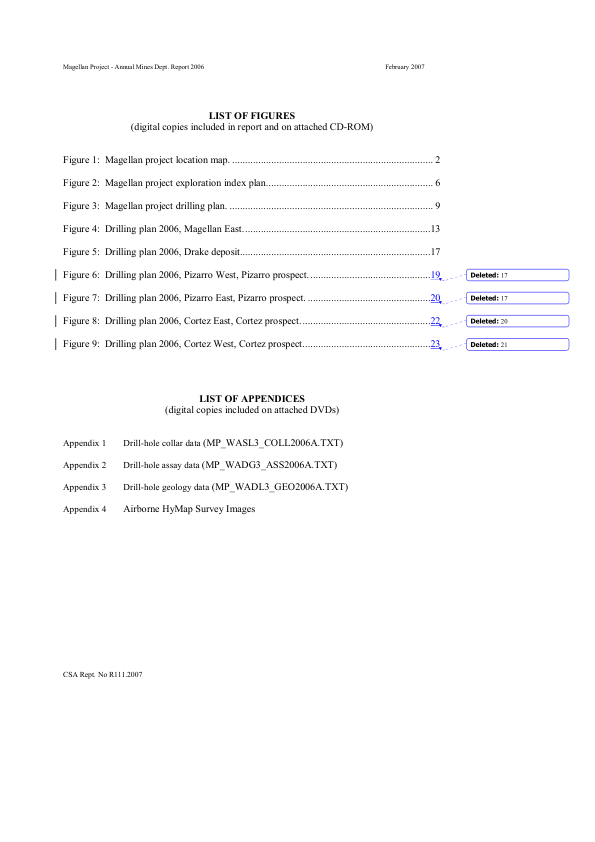 Magellan Project - Annual Mines Dept. Report 2006 February 2007
LIST OF FIGURES
(digital copies included in report and on attached CD-ROM)
Figure 1: Magellan project location map. ............................................................................... 2
Figure 2: Magellan project exploration index plan.................................................................. 6
Figure 3: Magellan project drilling plan. ................................................................................ 9
Figure 4: Drilling plan 2006, Magellan East..........................................................................13
Figure 5: Drilling plan 2006, Drake deposit...........................................................................17
Figure 6: Drilling plan 2006, Pizarro West, Pizarro prospect................................................19 Deleted: 17
Figure 7: Drilling plan 2006, Pizarro East, Pizarro prospect. ................................................20 Deleted: 17
Figure 8: Drilling plan 2006, Cortez East, Cortez prospect...................................................22 Deleted: 20
Figure 9: Drilling plan 2006, Cortez West, Cortez prospect..................................................23 Deleted: 21
LIST OF APPENDICES
(digital copies included on attached DVDs)
Appendix 1 Drill-hole collar data (MP_WASL3_COLL2006A.TXT)
Appendix 2 Drill-hole assay data (MP_WADG3_ASS2006A.TXT)
Appendix 3 Drill-hole geology data (MP_WADL3_GEO2006A.TXT)
Appendix 4 Airborne HyMap Survey Images
CSA Rept. No R111.2007